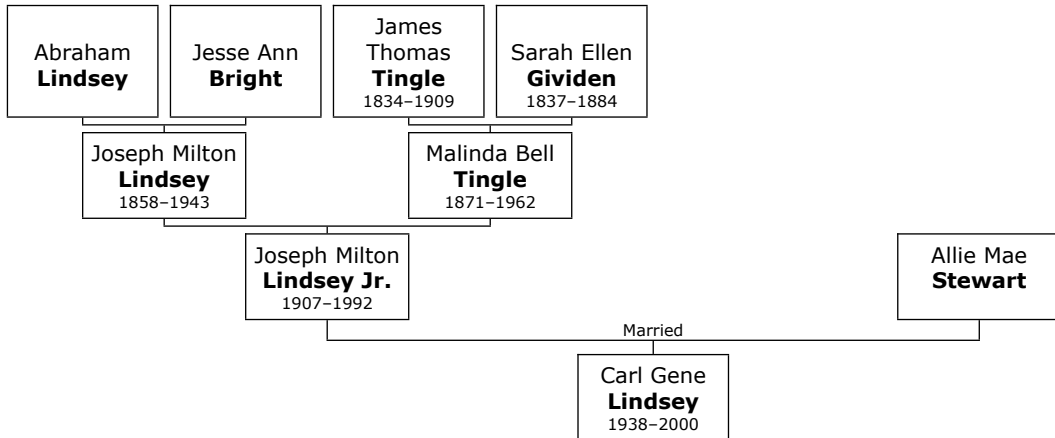 Abraham
Lindsey
Jesse Ann
Bright
James
Thomas
Tingle
1834–1909
Sarah Ellen
Gividen
1837–1884
Joseph Milton
Lindsey
1858–1943
Malinda Bell
Tingle
1871–1962
Joseph Milton
Lindsey Jr.
1907–1992
Allie Mae
Stewart
Married
Carl Gene
Lindsey
1938–2000